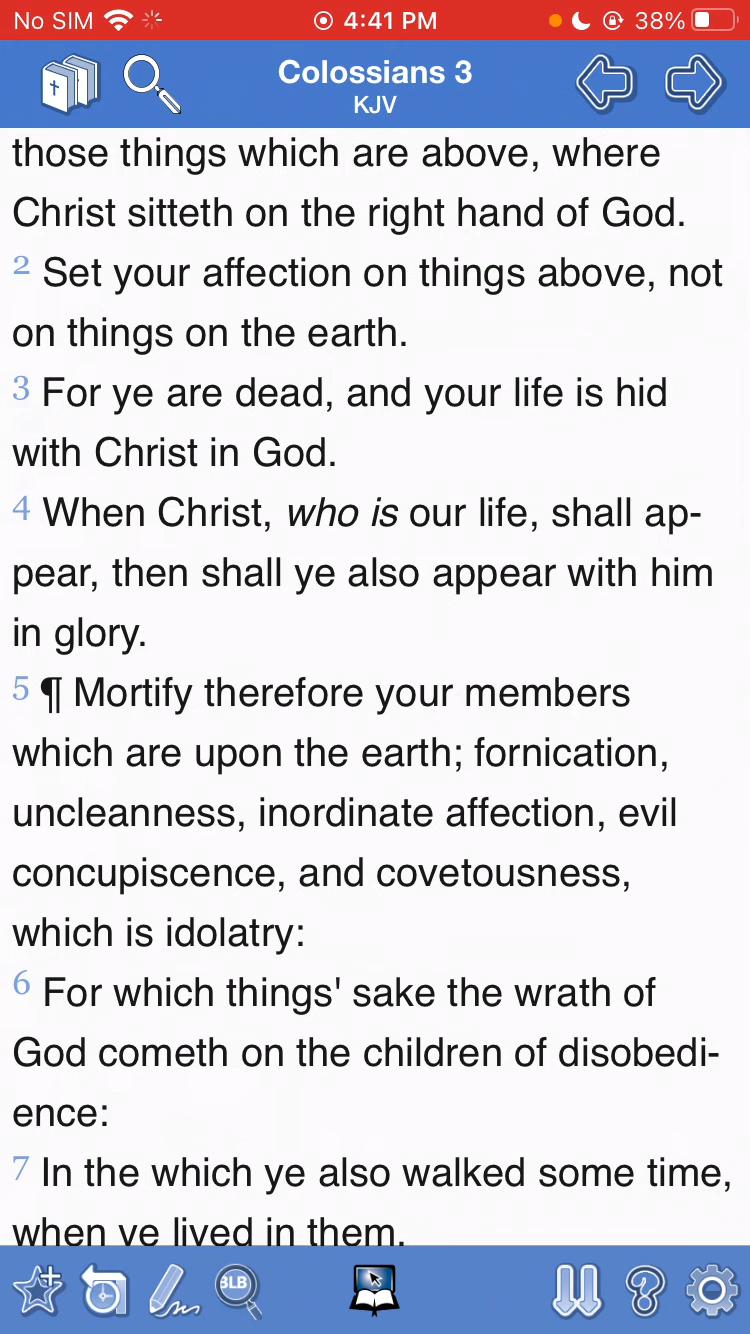 No SIM 4:41 PM 38%
Colossians 3
KJV
those things which are above, where
Christ sitteth on the right hand of God.
2 Set your affection on things above, not
on things on the earth.
3 For ye are dead, and your life is hid
with Christ in God.
4 When Christ, who is our life, shall ap-
pear, then shall ye also appear with him
in glory.
5 ¶ Mortify therefore your members
which are upon the earth; fornication,
uncleanness, inordinate affection, evil
concupiscence, and covetousness,
which is idolatry:
6 For which things' sake the wrath of
God cometh on the children of disobedi-
ence:
7 In the which ye also walked some time,
when ye lived in them.
BLB